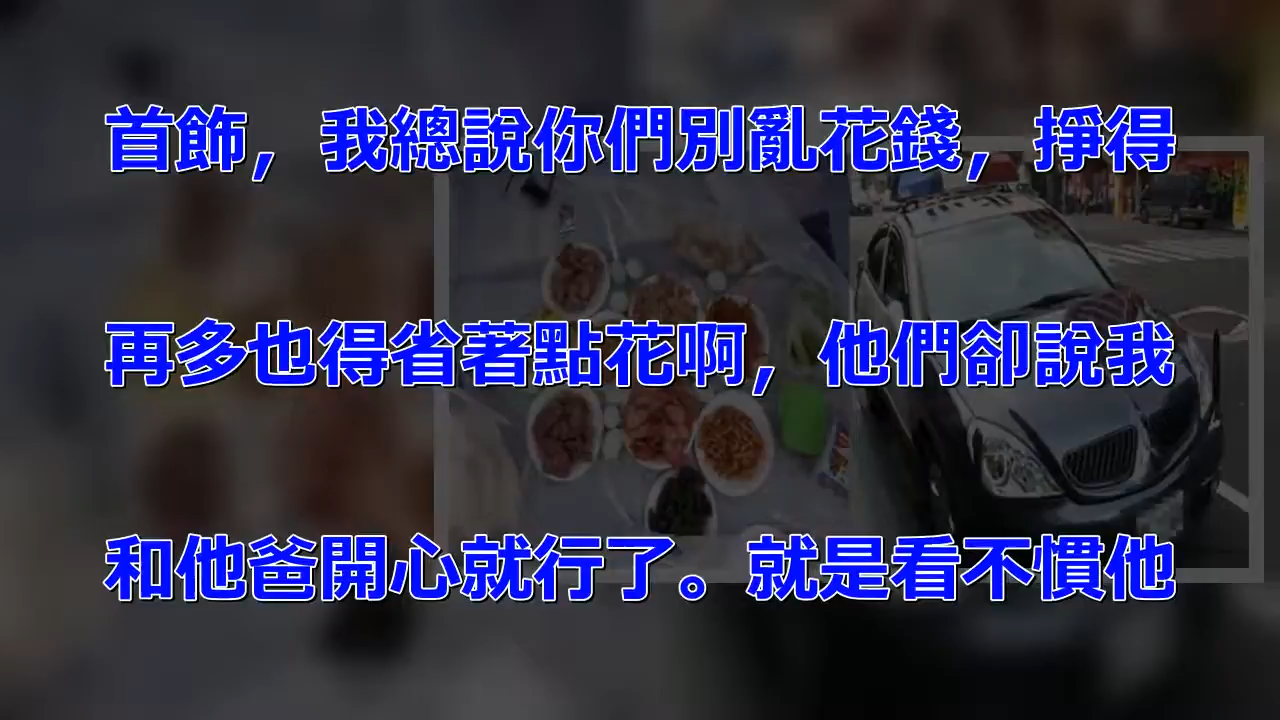 首飾，我總說你們別亂花錢，掙得
再多也得省著點花啊，他們卻說我
和他爸開心就行了。就是看不慣他